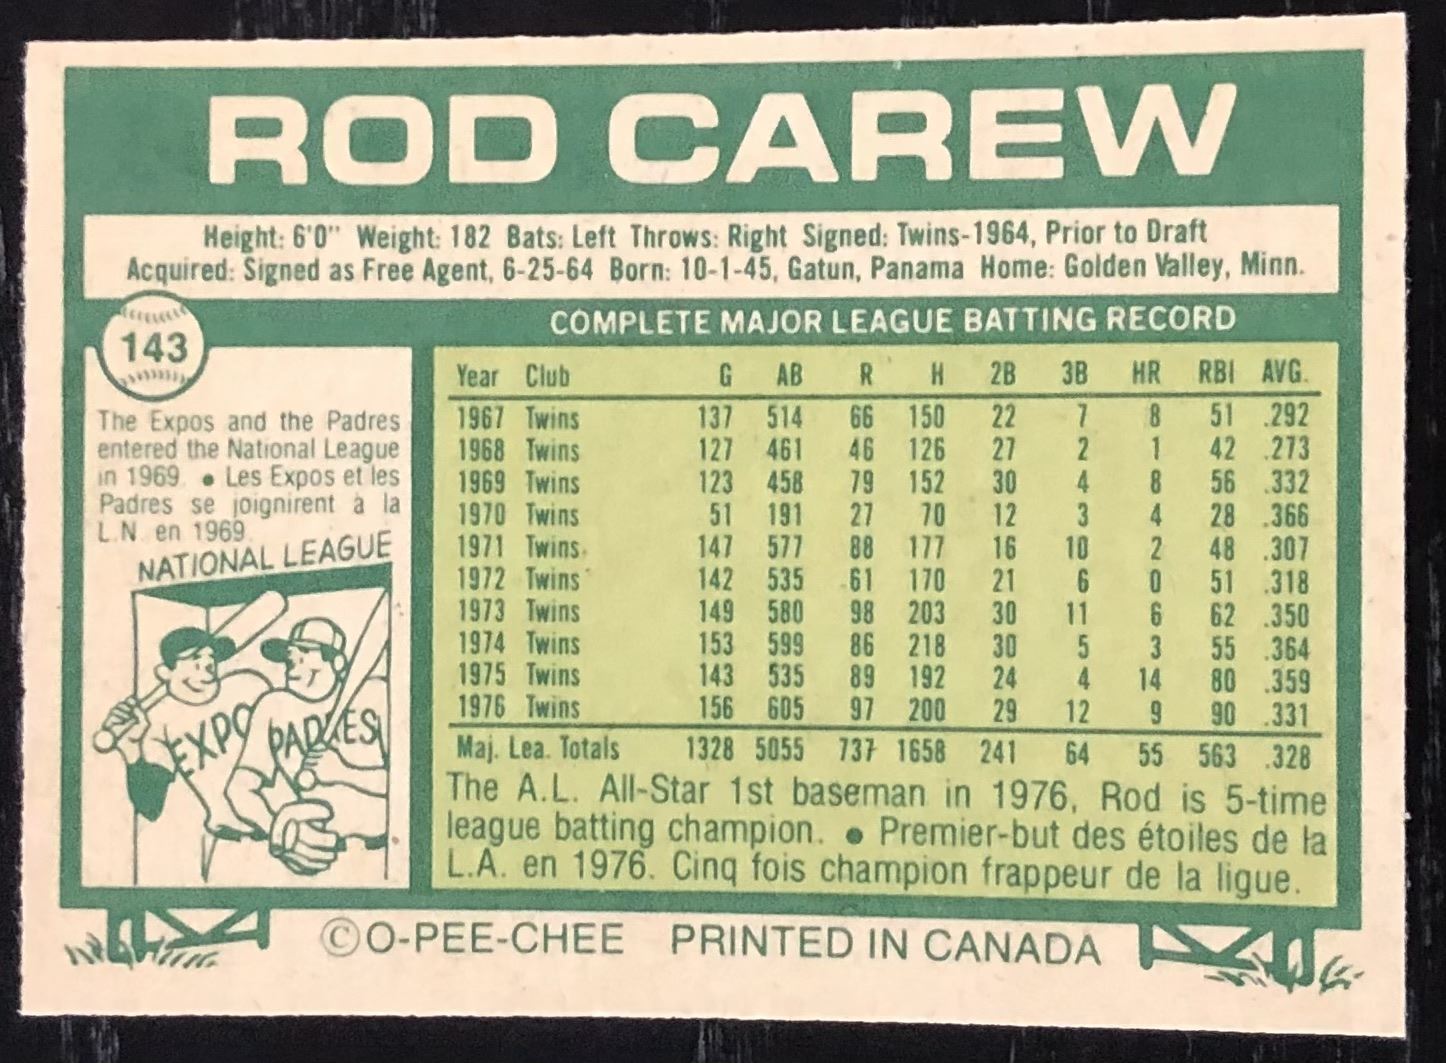 ROD CAREW
Height: 6'0" Weight: 182 Bats: Left Throws: Right Signed: Twins-1964, Prior to Draft
Acquired: Signed as Free Agent, 6-25-64 Born: 10-1-45, Gatun, Panama Home: Golden Valley, Minn.
143
The Expos and the Padres
entered the National League
in 1969 • Les Expos et les
Padres se joignirent à la
L.N. en 1969.
NATIONAL LEAGUE
EXPO
PADRES
COMPLETE MAJOR LEAGUE BATTING RECORD
Year Club G AB R H 2B 3B HR RBI AVG.
1967 Twins 137 514 66 150 22 7 8 51 .292
1968 Twins 127 461 46 126 27 2 1 42 .273
1969 Twins 123 458 79 152 30 4 8 56 .332
1970 Twins 51 191 27 70 12 3 4 28 .366
1971 Twins 147 577 88 177 16 10 2 48 .307
1972 Twins 142 535 61 170 21 6 0 51 .318
1973 Twins 149 580 98 203 30 11 6 62 .350
1974 Twins 153 599 86 218 30 5 3 55 .364
1975 Twins 143 535 89 192 24 4 14 80 .359
1976 Twins 156 605 97 200 29 12 9 90 .331
Maj. Lea. Totals 1328 5055 737 1658 241 64 55 563 .328
The A.L. All-Star 1st baseman in 1976, Rod is 5-time
league batting champion. • Premier-but des étoiles de la
L.A. en 1976. Cinq fois champion frappeur de la ligue.
©O-PEE-CHEE PRINTED IN CANADA